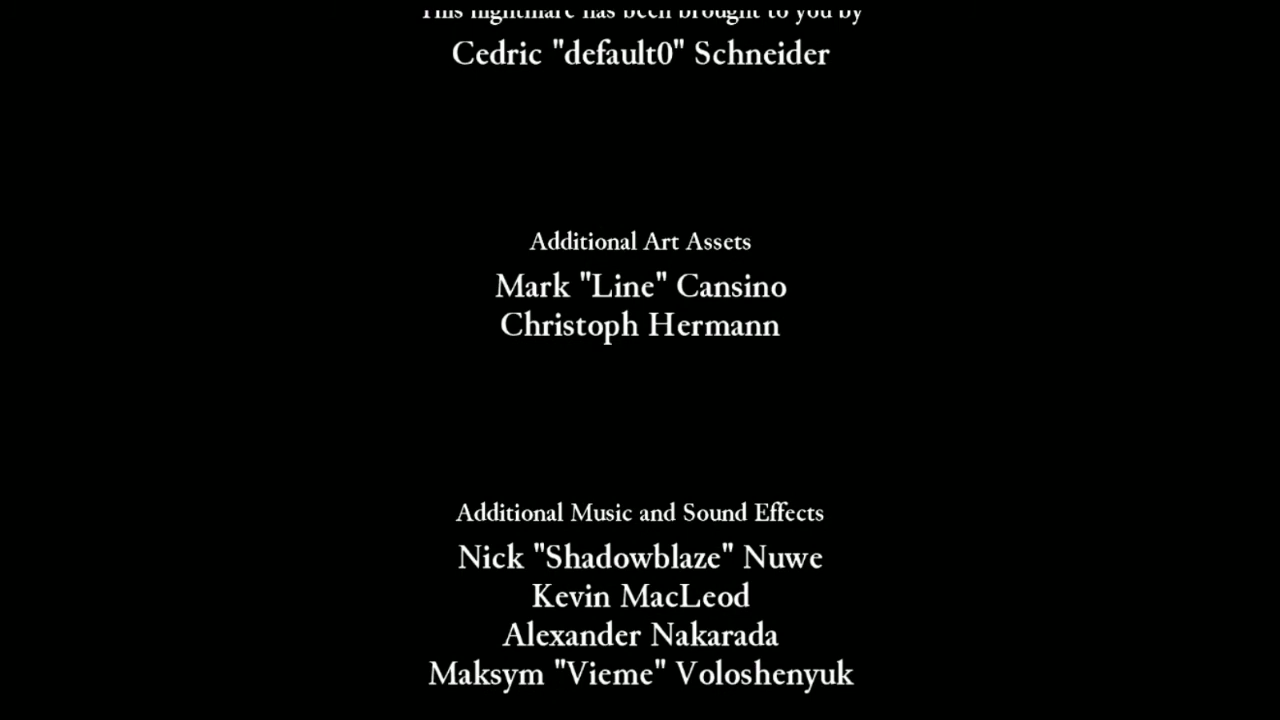 This nightmare has been brought to you by
Cedric "default0" Schneider
Additional Art Assets
Mark "Line" Cansino
Christoph Hermann
Additional Music and Sound Effects
Nick "Shadowblaze" Nuwe
Kevin MacLeod
Alexander Nakarada
Maksym "Vieme" Voloshenyuk